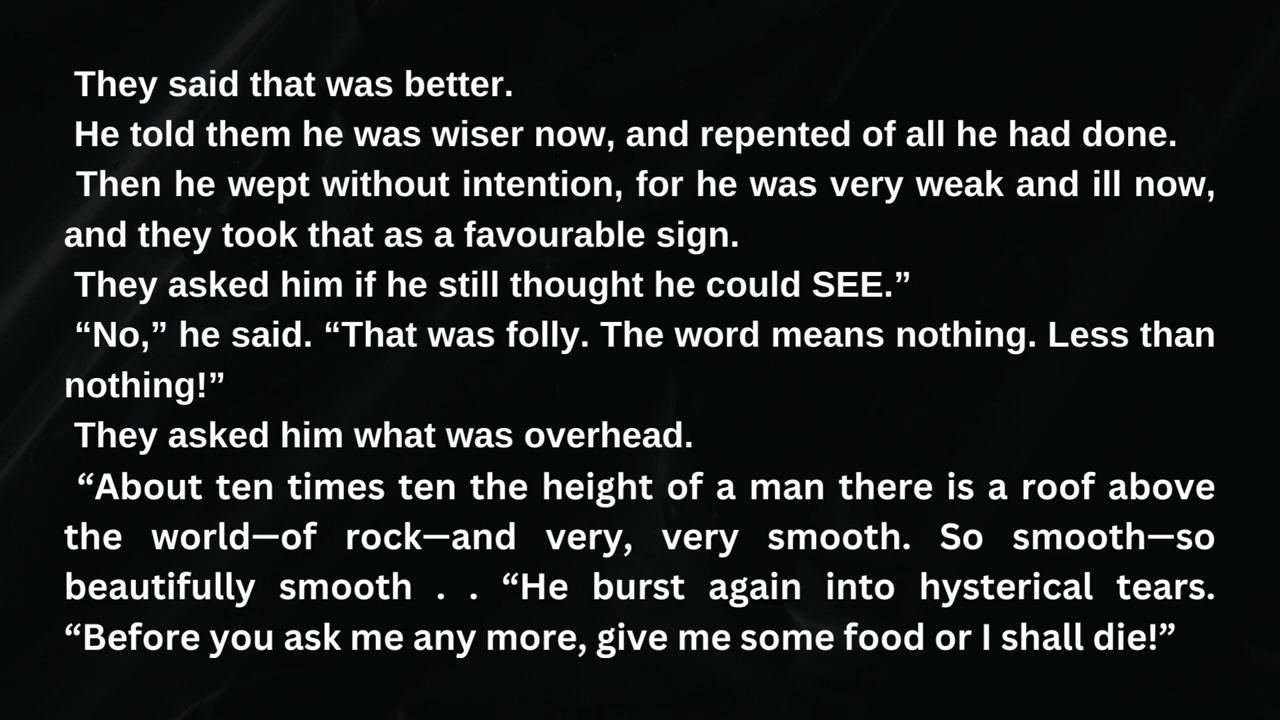 They said that was better.
He told them he was wiser now, and repented of all he had done.
Then he wept without intention, for he was very weak and ill now,
and they took that as a favourable sign.
They asked him if he still thought he could SEE.”
“No,” he said. “That was folly. The word means nothing. Less than
nothing!”
They asked him what was overhead.
“About ten times ten the height of a man there is a roof above
the world—of rock—and very, very smooth. So smooth—so
beautifully smooth . . “He burst again into hysterical tears.
“Before you ask me any more, give me some food or I shall die!”